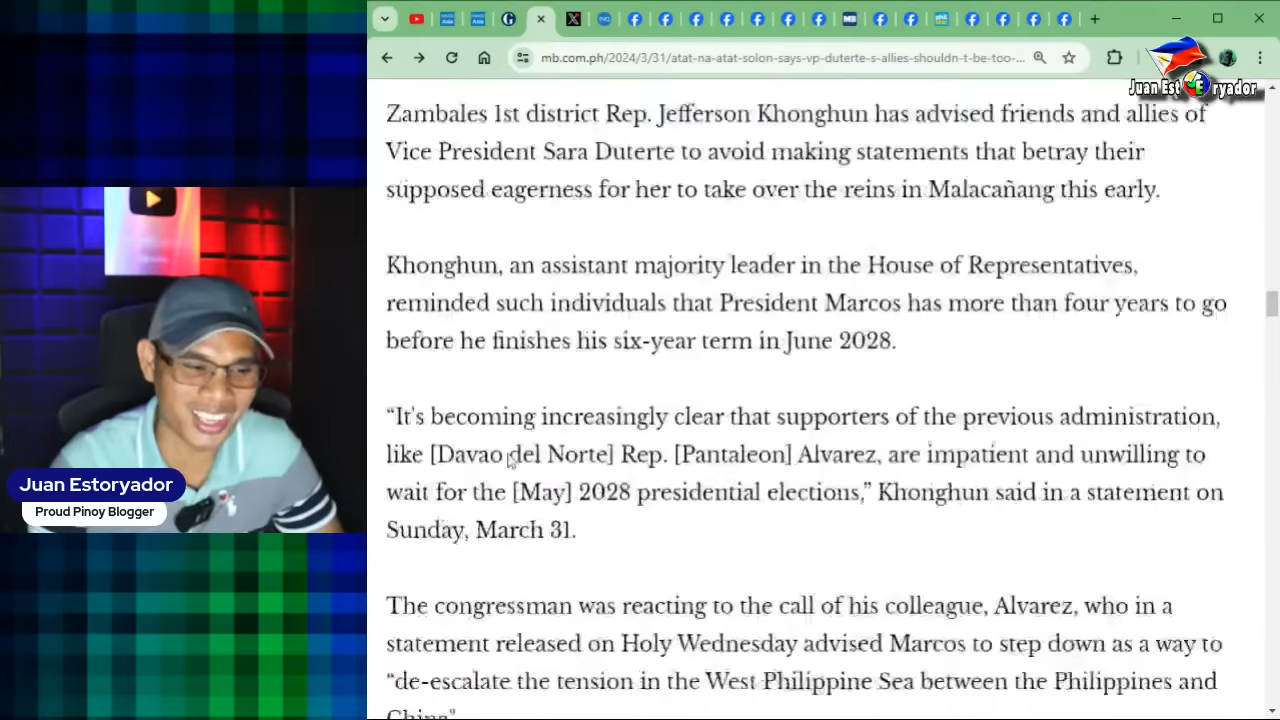 mb.com.ph/2024/3/31/atat-na-atat-solon-says-vp-duterte-s-allies-shouldn-t-be-too-...
Juan Est ryador
Zambales 1st district Rep. Jefferson Khonghun has advised friends and allies of
Vice President Sara Duterte to avoid making statements that betray their
supposed eagerness for her to take over the reins in Malacañang this early.
Khonghun, an assistant majority leader in the House of Representatives,
reminded such individuals that President Marcos has more than four years to go
before he finishes his six-year term in June 2028.
“It's becoming increasingly clear that supporters of the previous administration,
like [Davao del Norte] Rep. [Pantaleon] Alvarez, are impatient and unwilling to
wait for the [May] 2028 presidential elections,” Khonghun said in a statement on
Sunday, March 31.
The congressman was reacting to the call of his colleague, Alvarez, who in a
statement released on Holy Wednesday advised Marcos to step down as a way to
“de-escalate the tension in the West Philippine Sea between the Philippines and
China”
Juan Estoryador
Proud Pinoy Blogger